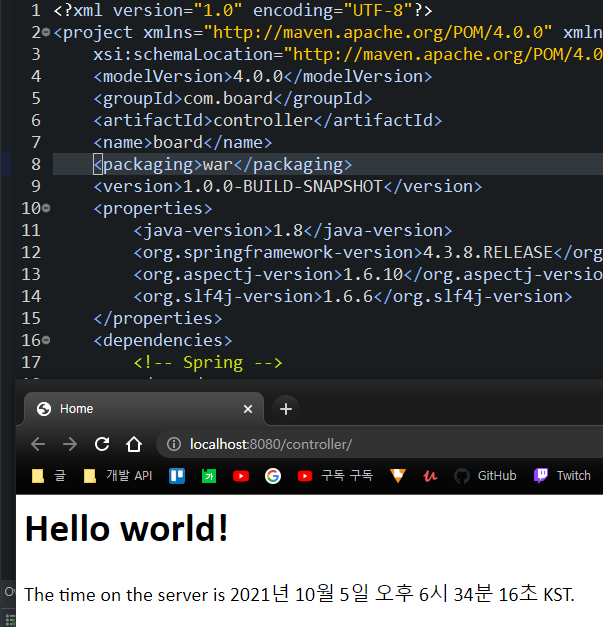 1 <?xml version="1.0" encoding="UTF-8"?>
2 <project xmlns="http://maven.apache.org/POM/4.0.0" xmln
3 xsi:schemaLocation="http://maven.apache.org/POM/4.0
4 <modelVersion>4.0.0</modelVersion>
5 <groupId>com.board</groupId>
6 <artifactId>controller</artifactId>
7 <name>board</name>
8 <packaging>war</packaging>
9 <version>1.0.0-BUILD-SNAPSHOT</version>
10 <properties>
11 <java-version>1.8</java-version>
12 <org.springframework-version>4.3.8.RELEASE</org
13 <org.aspectj-version>1.6.10</org.aspectj-versio
14 <org.slf4j-version>1.6.6</org.slf4j-version>
15 </properties>
16 <dependencies>
17 <!-- Spring -->
Home
localhost:8080/controller/
글 개발 API 가 구독 구독 GitHub Twitch
Hello world!
The time on the server is 2021년 10월 5일 오후 6시 34분 16초 KST.